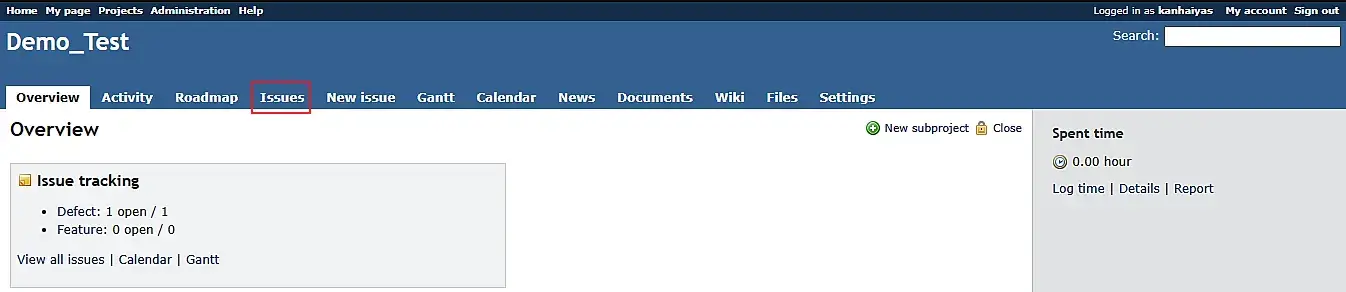 Home My page Projects Administration Help Logged in as kanhaiyas My account Sign out
Demo_Test
Search:
Overview Activity Roadmap Issues New issue Gantt Calendar News Documents Wiki Files Settings
Overview
New subproject Close
Issue tracking
Defect: 1 open / 1
Feature: 0 open / 0
View all issues | Calendar | Gantt
Spent time
0.00 hour
Log time | Details | Report